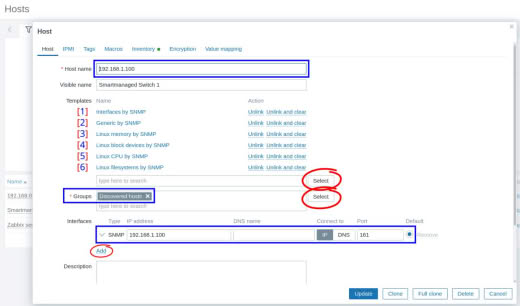 Hosts
Host
Host IPMI Tags Macros Inventory Encryption Value mapping
* Host name 192.168.1.100
Visible name Smartmanaged Switch 1
Templates Name Action
[1] Interfaces by SNMP Unlink Unlink and clear
[2] Generic by SNMP Unlink Unlink and clear
[3] Linux memory by SNMP Unlink Unlink and clear
[4] Linux block devices by SNMP Unlink Unlink and clear
[5] Linux CPU by SNMP Unlink Unlink and clear
[6] Linux filesystems by SNMP Unlink Unlink and clear
type here to search Select
* Groups Discovered hosts Select
type here to search
Interfaces Type IP address DNS name Connect to Port Default
SNMP 192.168.1.100 IP DNS 161 Remove
Add
Description
Name
192.168.0
Smartmar
Zabbix se
Update Clone Full clone Delete Cancel